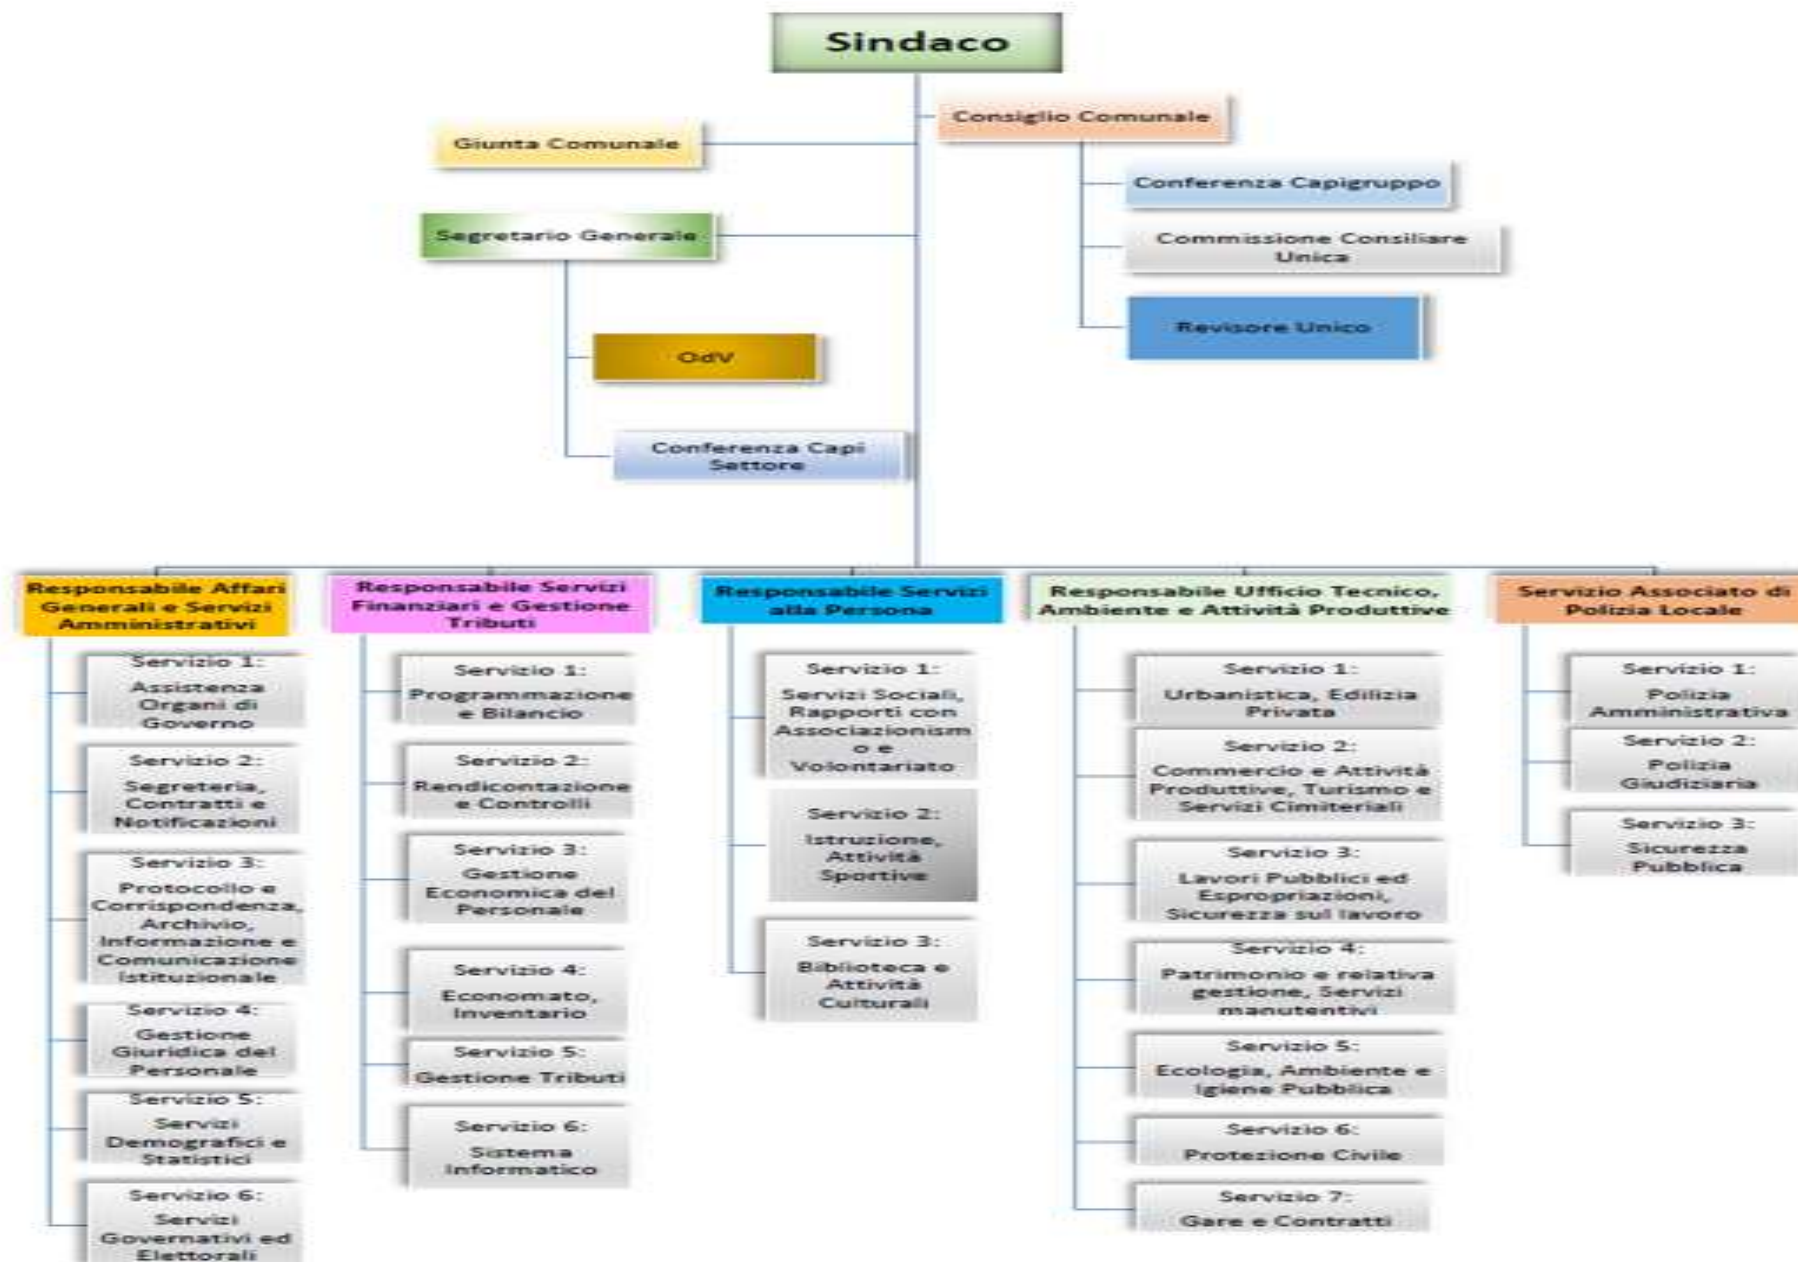 Sindaco
Consiglio Comunale
Giunta Comunale
Conferenza Capigruppo
Segretario Generale
Commissione Consiliare
Unica
Revisore Unico
OdV
Conferenza Capi
Settore
Responsabile Affari
Generali e Servizi
Amministrativi
Servizio 1:
Assistenza
Organi di
Governo
Servizio 2:
Segreteria,
Contratti e
Notificazioni
Servizio 3:
Protocollo e
Corrispondenza,
Archivio,
Informazione e
Comunicazione
Istituzionale
Servizio 4:
Gestione
Giuridica del
Personale
Servizio 5:
Servizi
Demografici e
Statistici
Servizio 6:
Servizi
Governativi ed
Elettorali
Responsabile Servizi
Finanziari e Gestione
Tributi
Servizio 1:
Programmazione
e Bilancio
Servizio 2:
Rendicontazione
e Controlli
Servizio 3:
Gestione
Economica del
Personale
Servizio 4:
Economato,
Inventario
Servizio 5:
Gestione Tributi
Servizio 6:
Sistema
Informatico
Responsabile Servizi
alla Persona
Servizio 1:
Servizi Sociali,
Rapporti con
Associazionism
o e
Volontariato
Servizio 2:
Istruzione,
Attività
Sportive
Servizio 3:
Biblioteca e
Attività
Culturali
Responsabile Ufficio Tecnico,
Ambiente e Attività Produttive
Servizio 1:
Urbanistica, Edilizia
Privata
Servizio 2:
Commercio e Attività
Produttive, Turismo e
Servizi Cimiteriali
Servizio 3:
Lavori Pubblici ed
Espropriazioni,
Sicurezza sul lavoro
Servizio 4:
Patrimonio e relativa
gestione, Servizi
manutentivi
Servizio 5:
Ecologia, Ambiente e
Igiene Pubblica
Servizio 6:
Protezione Civile
Servizio 7:
Gare e Contratti
Servizio Associato di
Polizia Locale
Servizio 1:
Polizia
Amministrativa
Servizio 2:
Polizia
Giudiziaria
Servizio 3:
Sicurezza
Pubblica